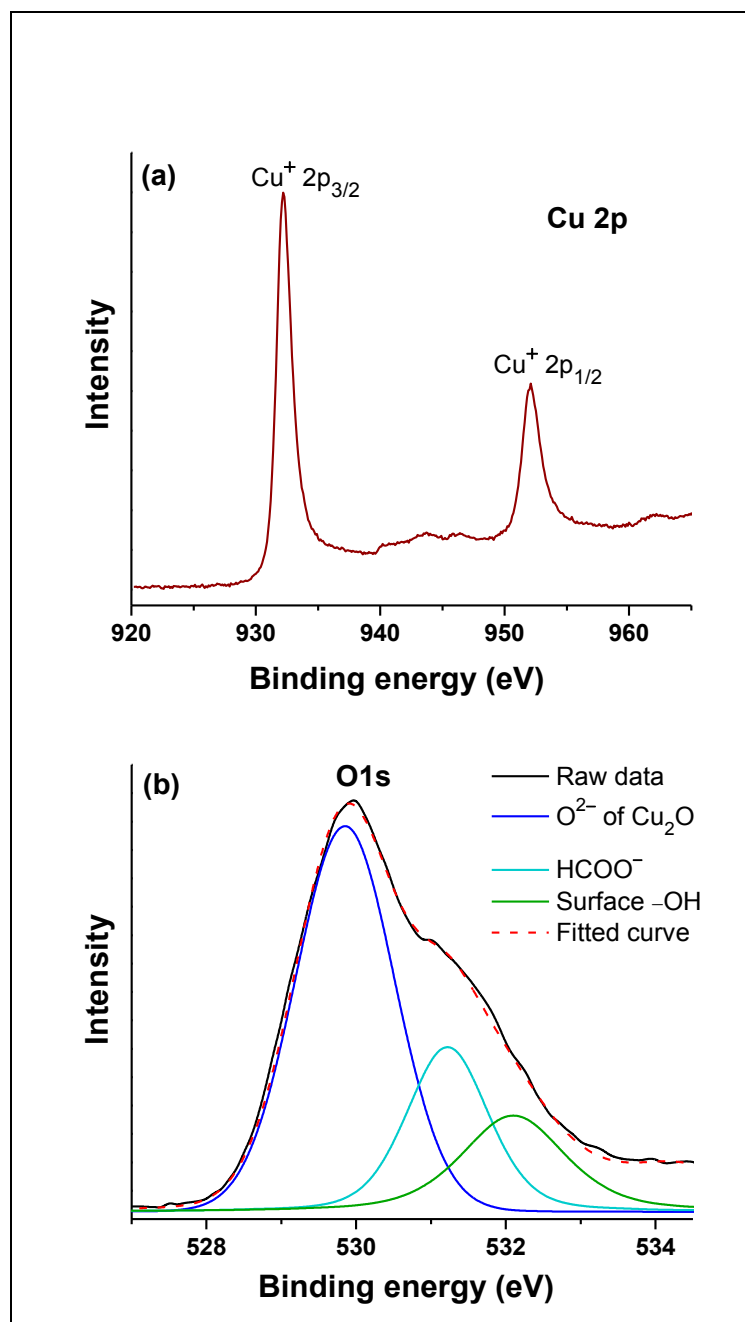 (a)
Cu⁺ 2p₃/₂
Cu 2p
Cu⁺ 2p₁/₂
Intensity
920 930 940 950 960
Binding energy (eV)
(b)
O1s
Raw data
O²⁻ of Cu₂O
HCOO⁻
Surface –OH
Fitted curve
Intensity
528 530 532 534
Binding energy (eV)